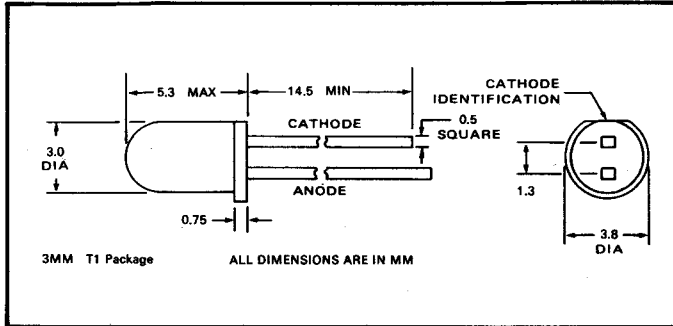 5.3 MAX
14.5 MIN
CATHODE
IDENTIFICATION
CATHODE
0.5
SQUARE
3.0
DIA
ANODE
1.3
0.75
3.8
DIA
3MM T1 Package
ALL DIMENSIONS ARE IN MM